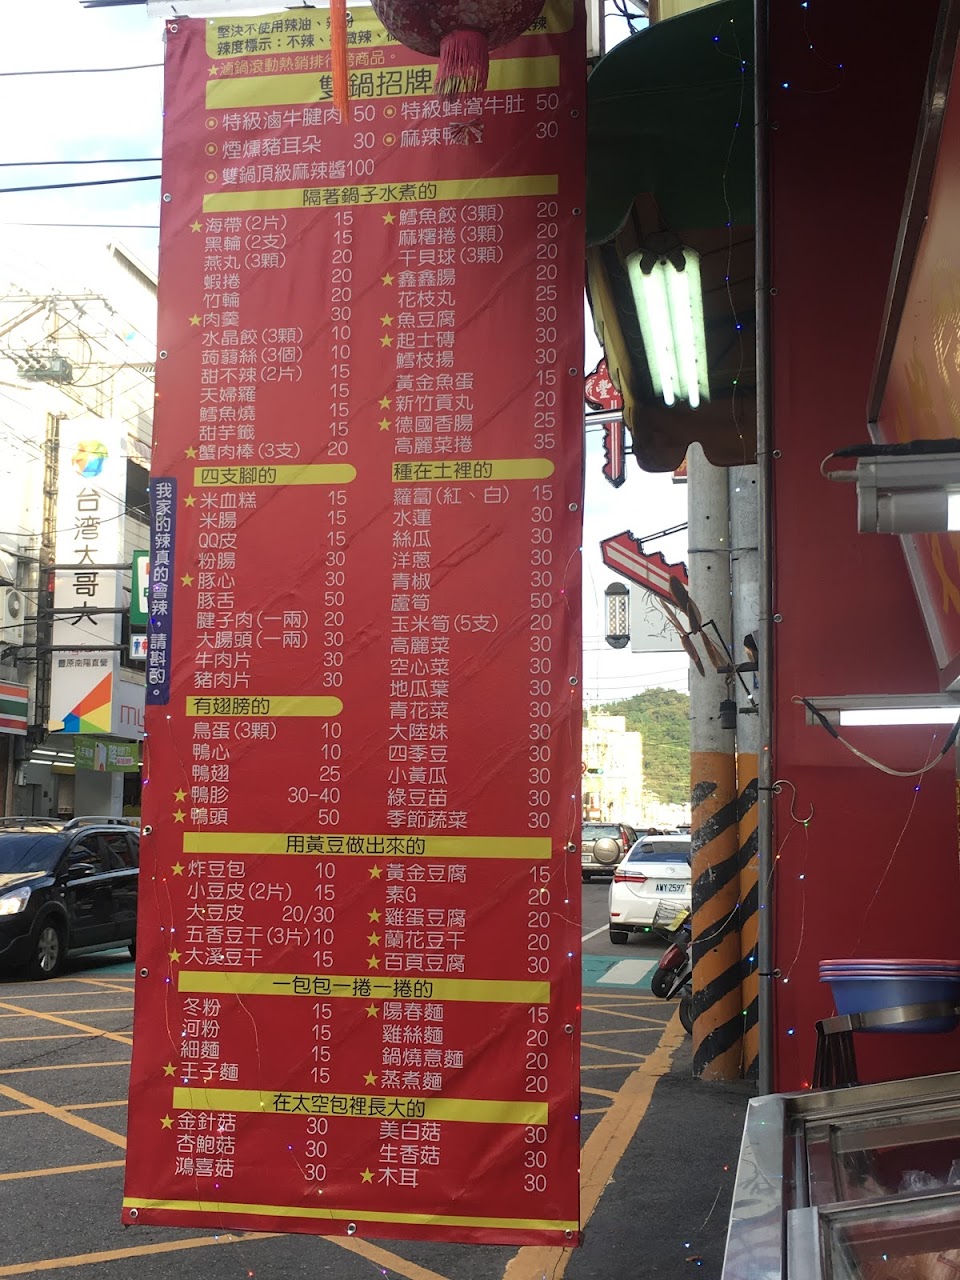 堅決不使用辣油、
辣度標示：不辣、微辣、
★滷鍋滾動熱銷排行榜商品。
雙鍋招牌
◎特級滷牛腱肉 50 ◎特級蜂窩牛肚 50
◎煙燻豬耳朵 30 ◎麻辣鴨 30
◎雙鍋頂級麻辣醬100
隔著鍋子水煮的
★海帶(2片) 15
黑輪(2支) 15
燕丸(3顆) 20
蝦捲 20
竹輪 20
★肉羹 30
水晶餃(3顆) 10
蒟蒻絲(3個) 10
甜不辣(2片) 15
天婦羅 15
鱈魚燒 15
甜芋籤 15
★蟹肉棒(3支) 20
★鱈魚餃(3顆) 20
麻糬捲(3顆) 20
干貝球(3顆) 20
★鑫鑫腸 20
花枝丸 25
★魚豆腐 30
★起士磚 30
鱈枝揚 30
黃金魚蛋 15
★新竹貢丸 20
★德國香腸 25
高麗菜捲 35
四支腳的
★米血糕 15
米腸 15
QQ皮 15
粉腸 30
★豚心 30
豚舌 50
腱子肉(一兩) 20
大腸頭(一兩) 30
牛肉片 30
豬肉片 30
有翅膀的
鳥蛋(3顆) 10
鴨心 10
鴨翅 25
★鴨胗 30-40
★鴨頭 50
種在土裡的
蘿蔔(紅、白) 15
水蓮 30
絲瓜 30
洋蔥 30
青椒 30
蘆筍 50
玉米筍(5支) 20
高麗菜 30
空心菜 30
地瓜葉 30
青花菜 30
大陸妹 30
四季豆 30
小黃瓜 30
綠豆苗 30
季節蔬菜 30
用黃豆做出來的
★炸豆包 10
小豆皮(2片) 15
大豆皮 20/30
五香豆干(3片)10
★大溪豆干 15
★黃金豆腐 15
素G 20
★雞蛋豆腐 20
★蘭花豆干 20
★百頁豆腐 30
一包包一捲一捲的
冬粉 15
河粉 15
細麵 15
★王子麵 15
★陽春麵 15
雞絲麵 20
鍋燒意麵 20
★蒸煮麵 20
在太空包裡長大的
★金針菇 30
杏鮑菇 30
鴻喜菇 30
美白菇 30
生香菇 30
★木耳 30
我家的辣真的會辣，請斟酌。
台湾大哥大
豐原南陽直營
my
AWY-2597